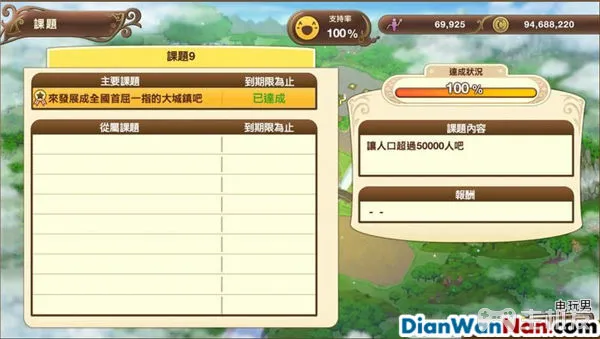 課題
支持率
100%
69,925
94,688,220
課題9
主要課題
到期限為止
來發展成全國首屈一指的大城鎮吧
已達成
從屬課題
到期限為止
達成狀況
100%
課題內容
讓人口超過50000人吧
報酬
- -
电玩男
DianWanNan.com